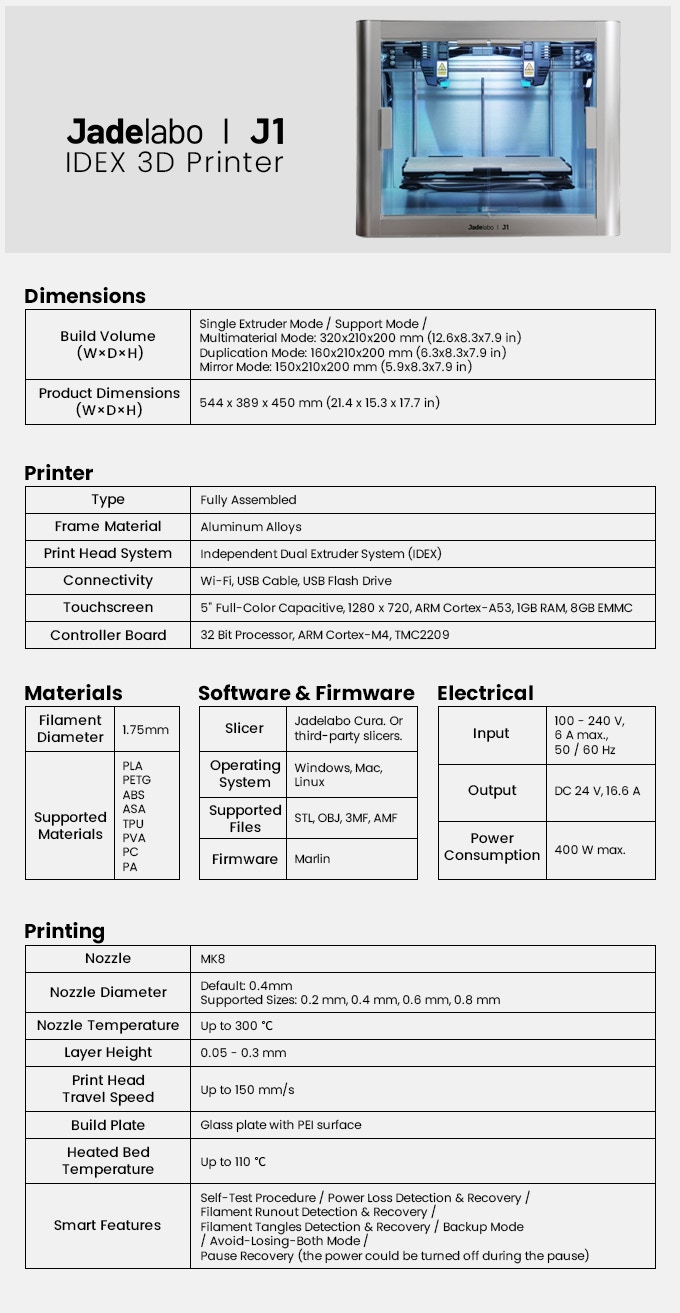 Jadelabo | J1
IDEX 3D Printer
Jadelabo | J1
Dimensions
Build Volume
(W×D×H)
Single Extruder Mode / Support Mode /
Multimaterial Mode: 320x210x200 mm (12.6x8.3x7.9 in)
Duplication Mode: 160x210x200 mm (6.3x8.3x7.9 in)
Mirror Mode: 150x210x200 mm (5.9x8.3x7.9 in)
Product Dimensions
(W×D×H)
544 x 389 x 450 mm (21.4 x 15.3 x 17.7 in)
Printer
Type
Fully Assembled
Frame Material
Aluminum Alloys
Print Head System
Independent Dual Extruder System (IDEX)
Connectivity
Wi-Fi, USB Cable, USB Flash Drive
Touchscreen
5" Full-Color Capacitive, 1280 x 720, ARM Cortex-A53, 1GB RAM, 8GB EMMC
Controller Board
32 Bit Processor, ARM Cortex-M4, TMC2209
Materials
Filament
Diameter
1.75mm
Supported
Materials
PLA
PETG
ABS
ASA
TPU
PVA
PC
PA
Software & Firmware
Slicer
Jadelabo Cura. Or
third-party slicers.
Operating
System
Windows, Mac,
Linux
Supported
Files
STL, OBJ, 3MF, AMF
Firmware
Marlin
Electrical
Input
100 - 240 V,
6 A max.,
50 / 60 Hz
Output
DC 24 V, 16.6 A
Power
Consumption
400 W max.
Printing
Nozzle
MK8
Nozzle Diameter
Default: 0.4mm
Supported Sizes: 0.2 mm, 0.4 mm, 0.6 mm, 0.8 mm
Nozzle Temperature
Up to 300 ℃
Layer Height
0.05 - 0.3 mm
Print Head
Travel Speed
Up to 150 mm/s
Build Plate
Glass plate with PEI surface
Heated Bed
Temperature
Up to 110 ℃
Smart Features
Self-Test Procedure / Power Loss Detection & Recovery /
Filament Runout Detection & Recovery /
Filament Tangles Detection & Recovery / Backup Mode
/ Avoid-Losing-Both Mode /
Pause Recovery (the power could be turned off during the pause)